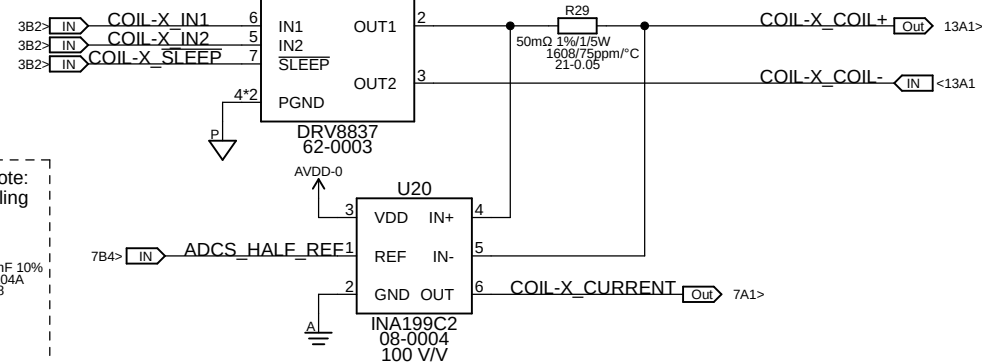 3B2> IN COIL-X_IN1 6 IN1 OUT1 2 R29 COIL-X_COIL+ Out 13A1>
3B2> IN COIL-X_IN2 5 IN2 50mΩ 1%/1/5W
3B2> IN COIL-X_SLEEP 7 SLEEP 1608/75ppm/°C
21-0.05
OUT2 3 COIL-X_COIL- IN <13A1
4*2 PGND
P
DRV8837
62-0003
ote:
ling
nF 10%
04A
AVDD-0
U20
3 VDD IN+ 4
7B4> IN ADCS_HALF_REF 1 REF IN- 5
2 GND OUT 6 COIL-X_CURRENT Out 7A1>
A
INA199C2
08-0004
100 V/V